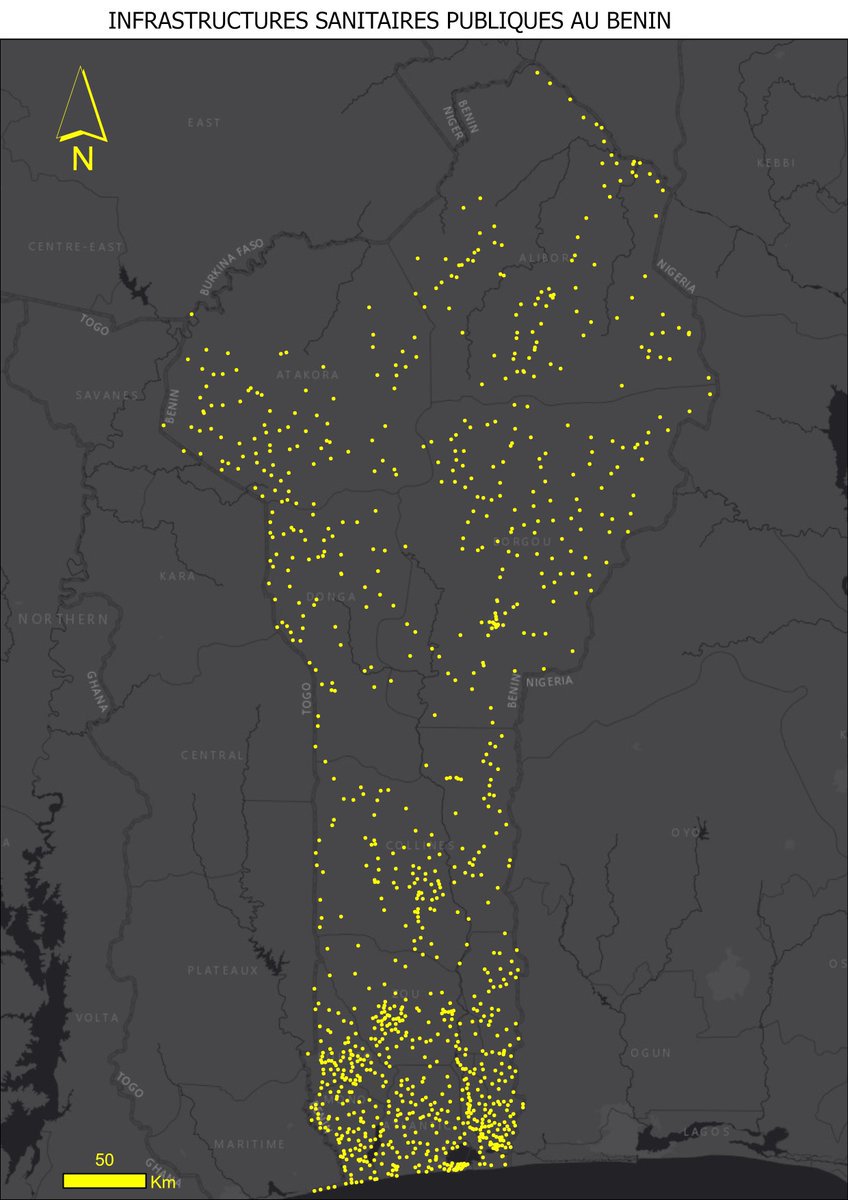 INFRASTRUCTURES SANITAIRES PUBLIQUES AU BENIN
N
EAST
BENIN
NIGER
KEBBI
CENTRE-EAST
BURKINA FASO
ALIBORI
NIGERIA
TOGO
ATAKORA
SAVANES
BENIN
BORGOU
KARA
DONGA
NORTHERN
GHANA
TOGO
BENIN
NIGERIA
CENTRAL
OYO
COLLINES
PLATEAUX
ZOU
VOLTA
OGUN
TOGO
LAGOS
MARITIME
GHANA
50
Km